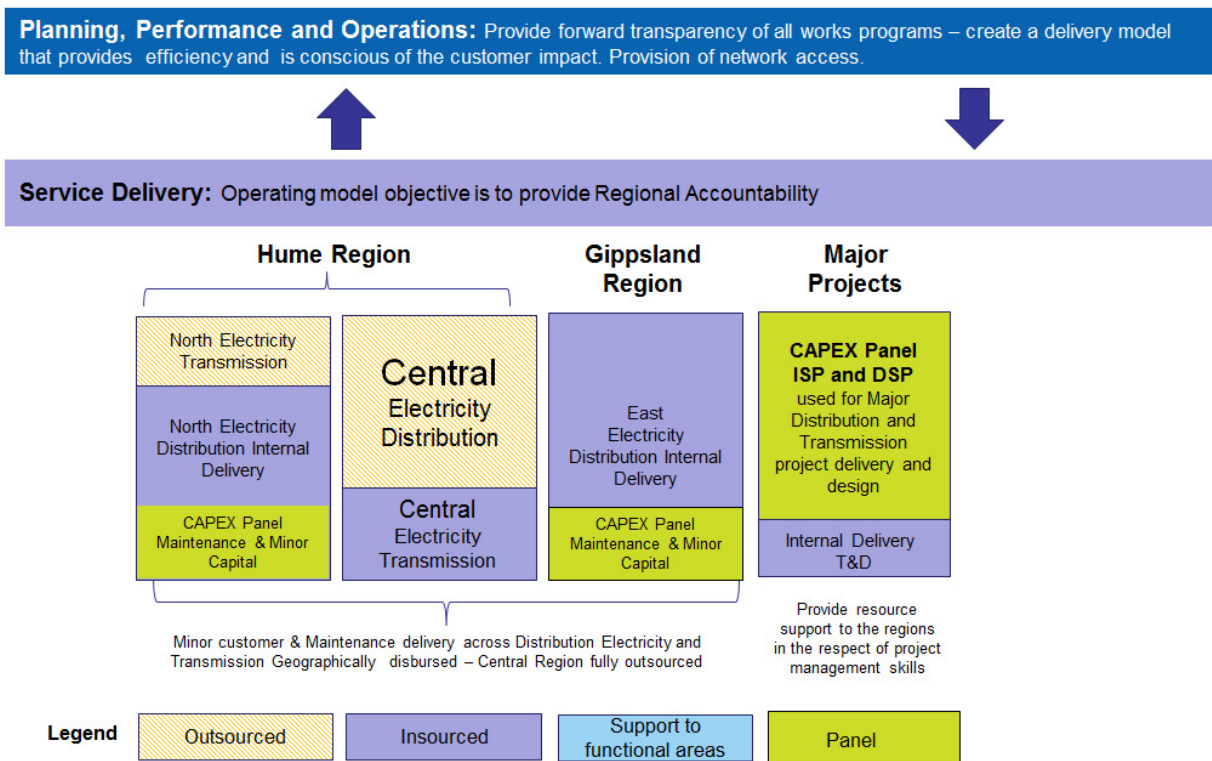 Planning, Performance and Operations: Provide forward transparency of all works programs – create a delivery model
that provides efficiency and is conscious of the customer impact. Provision of network access.
Service Delivery: Operating model objective is to provide Regional Accountability
Hume Region
North Electricity
Transmission
North Electricity
Distribution Internal
Delivery
CAPEX Panel
Maintenance & Minor
Capital
Central
Electricity
Distribution
Central
Electricity
Transmission
Gippsland
Region
East
Electricity
Distribution Internal
Delivery
CAPEX Panel
Maintenance & Minor
Capital
Major
Projects
CAPEX Panel
ISP and DSP
used for Major
Distribution and
Transmission
project delivery and
design
Internal Delivery
T&D
Minor customer & Maintenance delivery across Distribution Electricity and
Transmission Geographically disbursed – Central Region fully outsourced
Provide resource
support to the regions
in the respect of project
management skills
Legend
Outsourced
Insourced
Support to
functional areas
Panel